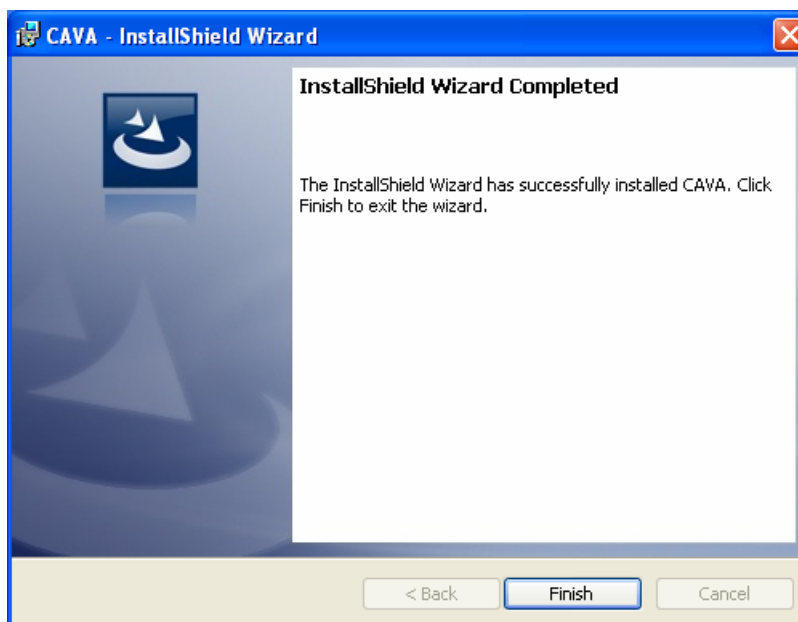 CAVA - InstallShield Wizard
InstallShield Wizard Completed
The InstallShield Wizard has successfully installed CAVA. Click
Finish to exit the wizard.
< Back
Finish
Cancel